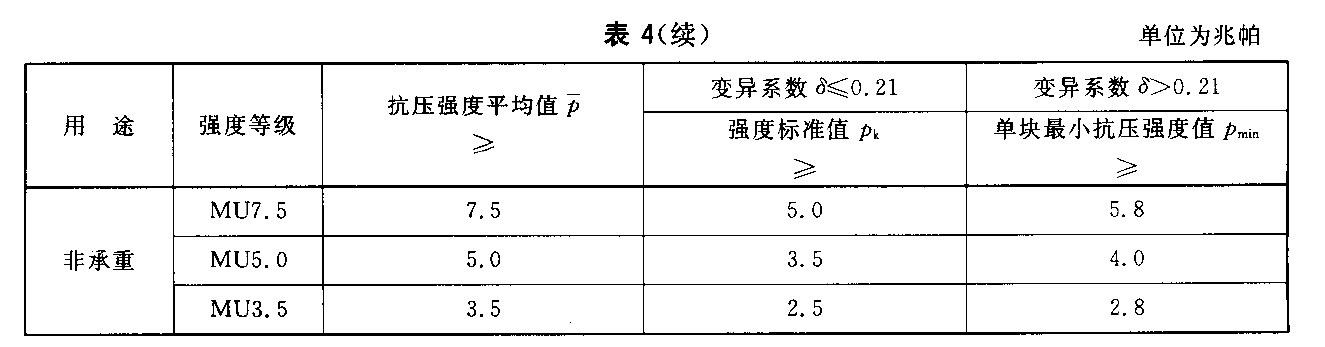 表 4(续)
单位为兆帕
用 途
强度等级
抗压强度平均值 p̅
≥
变异系数 δ≤0.21
变异系数 δ>0.21
强度标准值 pk
≥
单块最小抗压强度值 pmin
≥
非承重
MU7.5 7.5 5.0 5.8
MU5.0 5.0 3.5 4.0
MU3.5 3.5 2.5 2.8